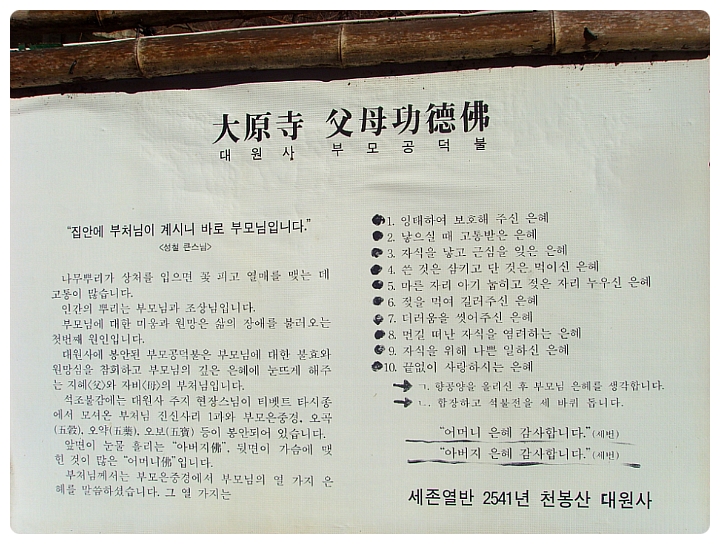 大原寺 父母功德佛
대원사 부모공덕불
“집안에 부처님이 계시니 바로 부모님입니다.”
<성철 큰스님>
나무뿌리가 상처를 입으면 꽃 피고 열매를 맺는 데
고통이 많습니다.
인간의 뿌리는 부모님과 조상님입니다.
부모님에 대한 미움과 원망은 삶의 장애를 불러오는
첫번째 원인입니다.
대원사에 봉안된 부모공덕불은 부모님에 대한 불효와
원망심을 참회하고 부모님의 깊은 은혜에 눈뜨게 해주
는 지혜(父)와 자비(母)의 부처님입니다.
석조불감에는 대원사 주지 현장스님이 티벳트 타시종
에서 모셔온 부처님 진신사리 1과와 부모은중경, 오곡
(五穀), 오약(五藥), 오보(五寶) 등이 봉안되어 있습니다.
앞면이 눈물 흘리는 “아버지佛”, 뒷면이 가슴에 맺
힌 것이 많은 “어머니佛”입니다.
부처님께서는 부모은중경에서 부모님의 열 가지 은
혜를 말씀하셨습니다. 그 열 가지는
1. 잉태하여 보호해 주신 은혜
2. 낳으실 때 고통받은 은혜
3. 자식을 낳고 근심을 잊은 은혜
4. 쓴 것은 삼키고 단 것은 먹이신 은혜
5. 마른 자리 아기 눕히고 젖은 자리 누우신 은혜
6. 젖을 먹여 길러주신 은혜
7. 더러움을 씻어주신 은혜
8. 먼길 떠난 자식을 염려하는 은혜
9. 자식을 위해 나쁜 일하신 은혜
10. 끝없이 사랑하시는 은혜
ㄱ. 향공양을 올리신 후 부모님 은혜를 생각합니다.
ㄴ. 합장하고 석불전을 세 바퀴 돕니다.
“어머니 은혜 감사합니다.”(세번)
“아버지 은혜 감사합니다.”(세번)
세존열반 2541년 천봉산 대원사